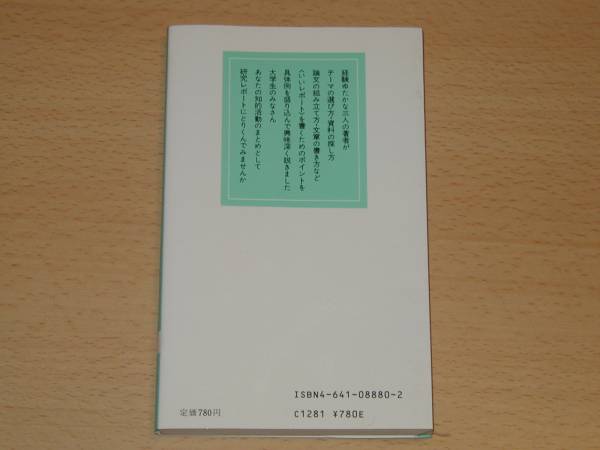 経験ゆたかな三人の著者が
テーマの選び方・資料の探し方
論文の組み立て方・文章の書き方など
〈いいレポート〉を書くためのポイントを
具体例を盛り込んで興味深く説きました
大学生のみなさん
あなたの知的活動のまとめとして
研究レポートにとりくんでみませんか
ISBN4-641-08880-2
定価780円
C1281 ¥780E